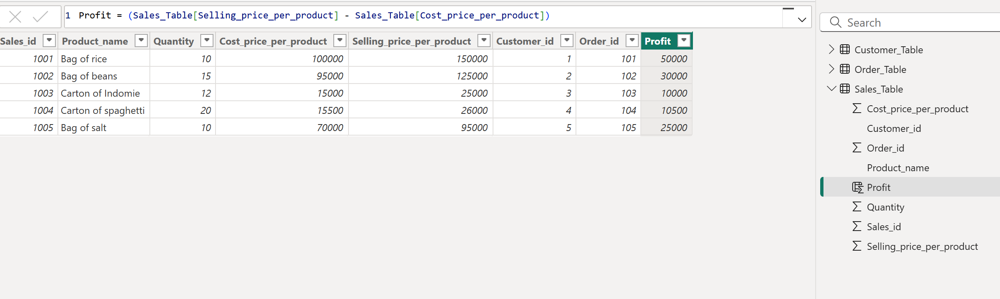 1 Profit = (Sales_Table[Selling_price_per_product] - Sales_Table[Cost_price_per_product])
Sales_id Product_name Quantity Cost_price_per_product Selling_price_per_product Customer_id Order_id Profit
1001 Bag of rice 10 100000 150000 1 101 50000
1002 Bag of beans 15 95000 125000 2 102 30000
1003 Carton of Indomie 12 15000 25000 3 103 10000
1004 Carton of spaghetti 20 15500 26000 4 104 10500
1005 Bag of salt 10 70000 95000 5 105 25000
Search
Customer_Table
Order_Table
Sales_Table
Cost_price_per_product
Customer_id
Order_id
Product_name
Profit
Quantity
Sales_id
Selling_price_per_product